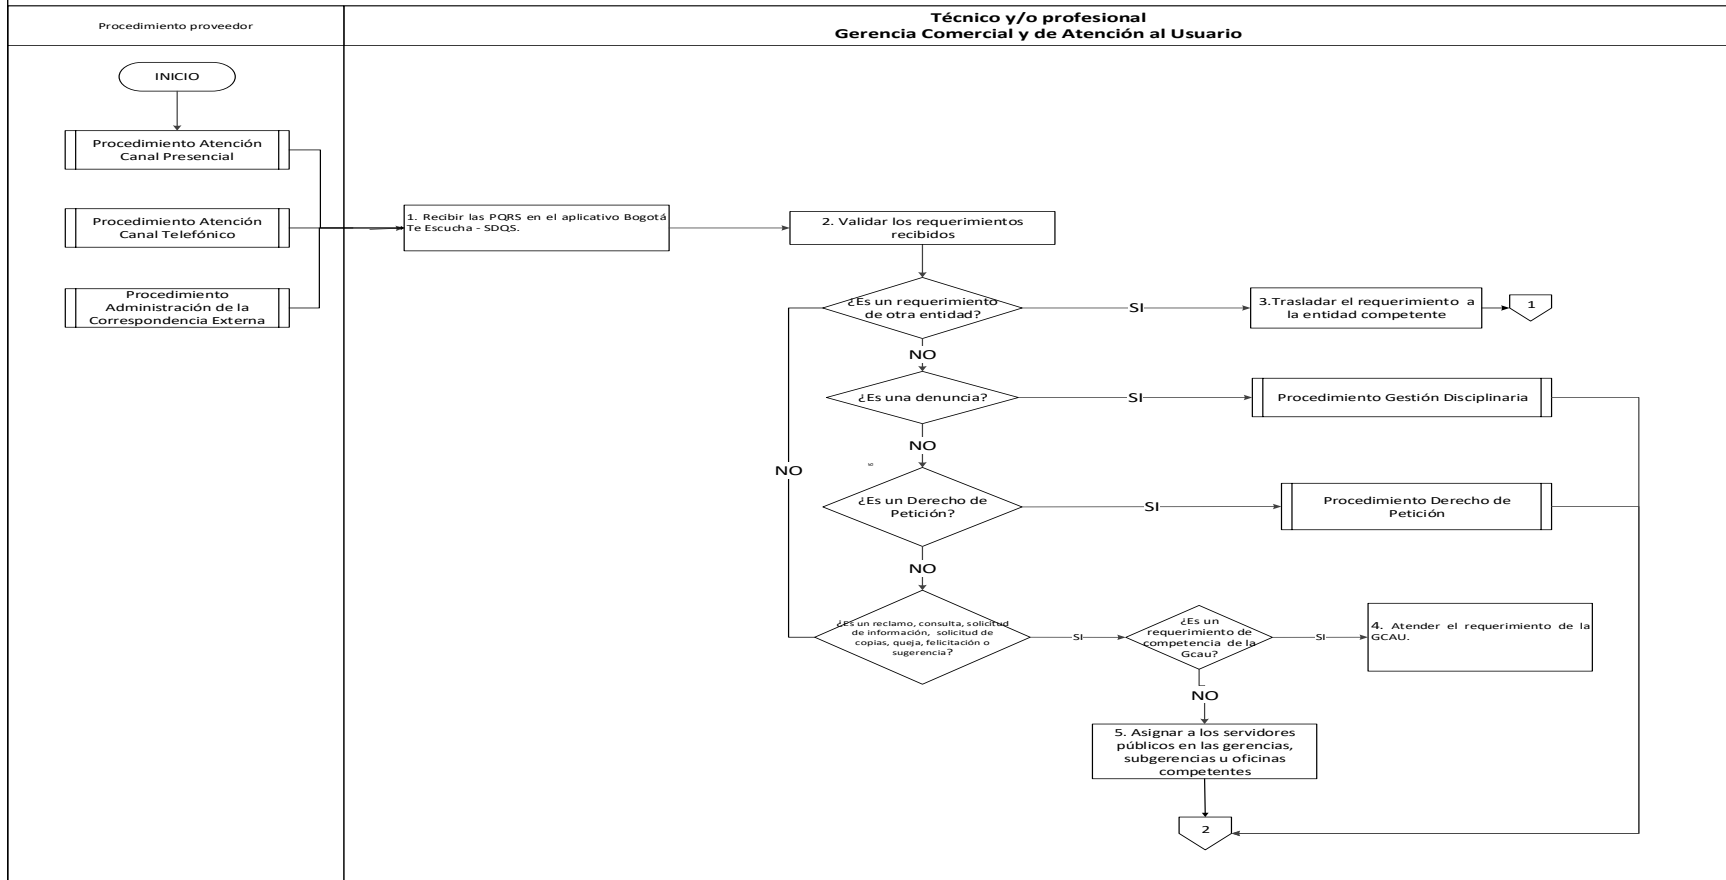 Procedimiento proveedor
Técnico y/o profesional
Gerencia Comercial y de Atención al Usuario
INICIO
Procedimiento Atención
Canal Presencial
Procedimiento Atención
Canal Telefónico
Procedimiento
Administración de la
Correspondencia Externa
1. Recibir las PQRS en el aplicativo Bogotá
Te Escucha - SDQS.
2. Validar los requerimientos
recibidos
¿Es un requerimiento
de otra entidad?
SI
3.Trasladar el requerimiento a
la entidad competente
1
NO
¿Es una denuncia?
SI
Procedimiento Gestión Disciplinaria
NO
NO
¿Es un Derecho de
Petición?
SI
Procedimiento Derecho de
Petición
NO
¿Es un reclamo, consulta, solicitud
de información, solicitud de
copias, queja, felicitación o
sugerencia?
SI
¿Es un
requerimiento de
competencia de la
Gcau?
SI
4. Atender el requerimiento de la
GCAU.
NO
5. Asignar a los servidores
públicos en las gerencias,
subgerencias u oficinas
competentes
2